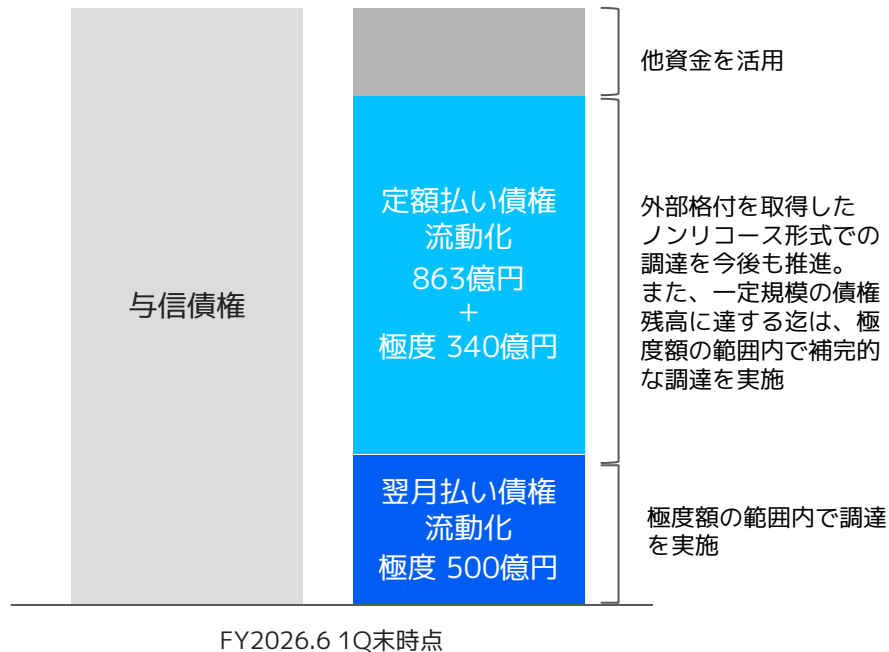 与信債権
定額払い債権
流動化
863億円
＋
極度 340億円
翌月払い債権
流動化
極度 500億円
他資金を活用
外部格付を取得した
ノンリコース形式での
調達を今後も推進。
また、一定規模の債権
残高に達する迄は、極
度額の範囲内で補完的
な調達を実施
極度額の範囲内で調達
を実施
FY2026.6 1Q末時点